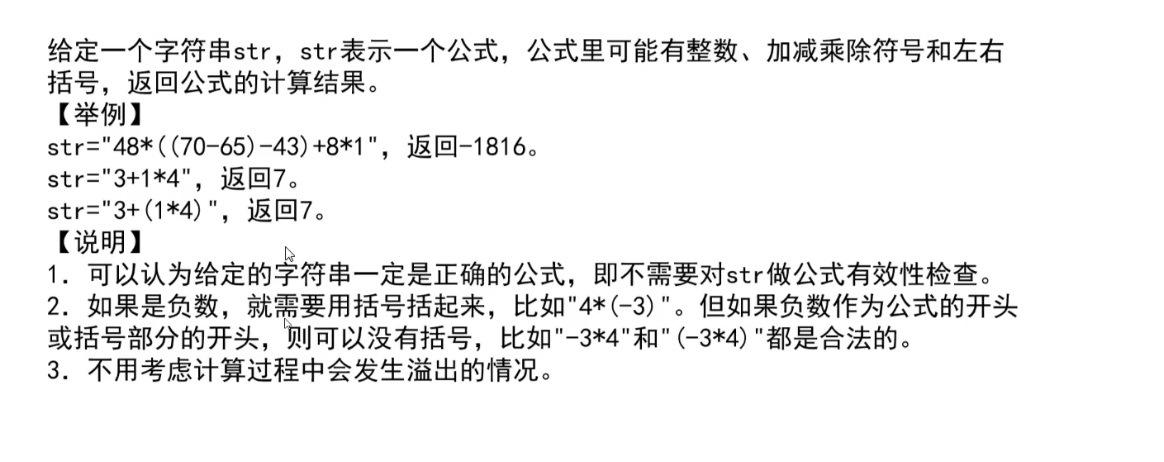 给定一个字符串str，str表示一个公式，公式里可能有整数、加减乘除符号和左右
括号，返回公式的计算结果。
【举例】
str="48*((70-65)-43)+8*1"，返回-1816。
str="3+1*4"，返回7。
str="3+(1*4)"，返回7。
【说明】
1. 可以认为给定的字符串一定是正确的公式，即不需要对str做公式有效性检查。
2. 如果是负数，就需要用括号括起来，比如"4*(-3)"。但如果负数作为公式的开头
或括号部分的开头，则可以没有括号，比如"-3*4"和"(-3*4)"都是合法的。
3. 不用考虑计算过程中会发生溢出的情况。